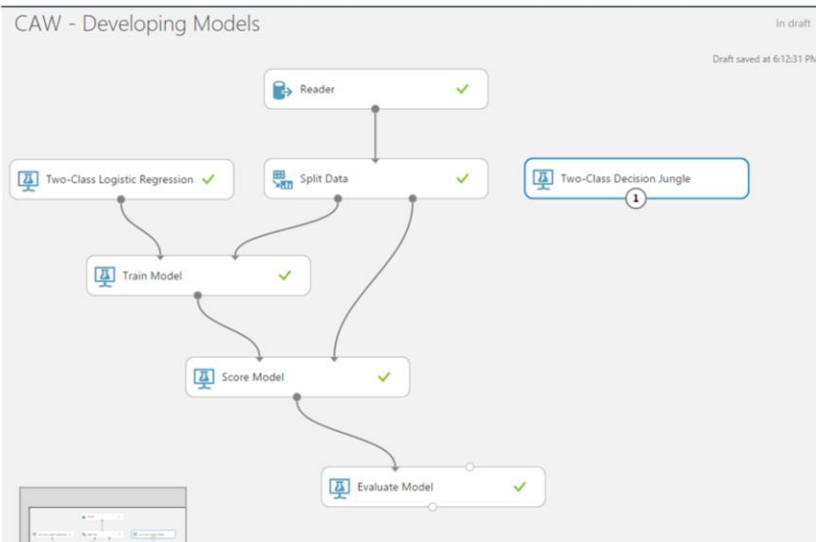 CAW - Developing Models
In draft
Draft saved at 6:12:31 PM
Reader
Two-Class Logistic Regression
Split Data
Two-Class Decision Jungle
1
Train Model
Score Model
Evaluate Model